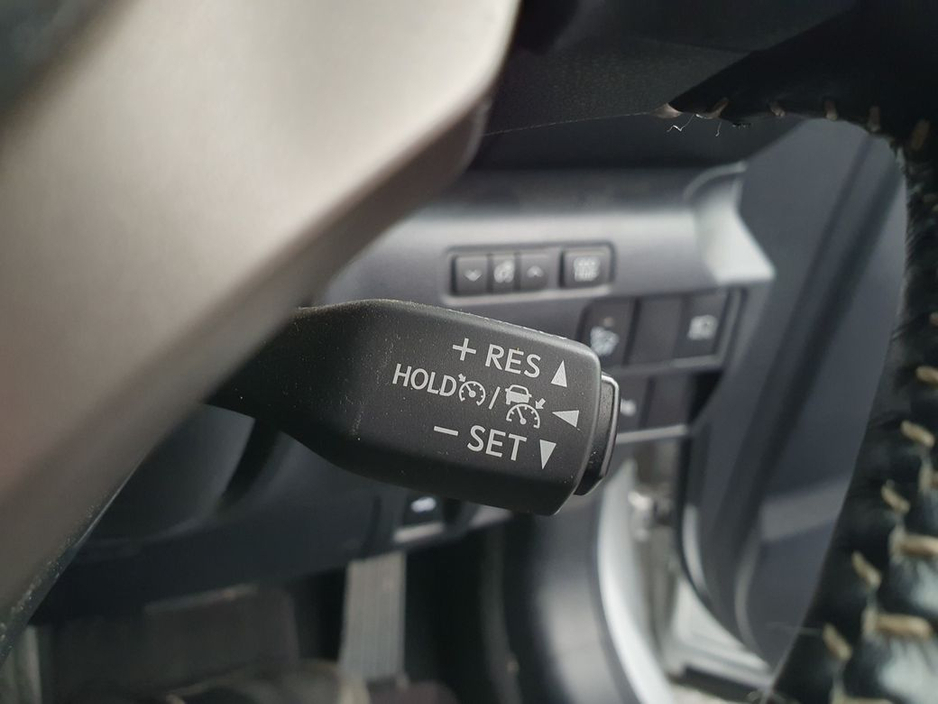 + RES
HOLD /
− SET